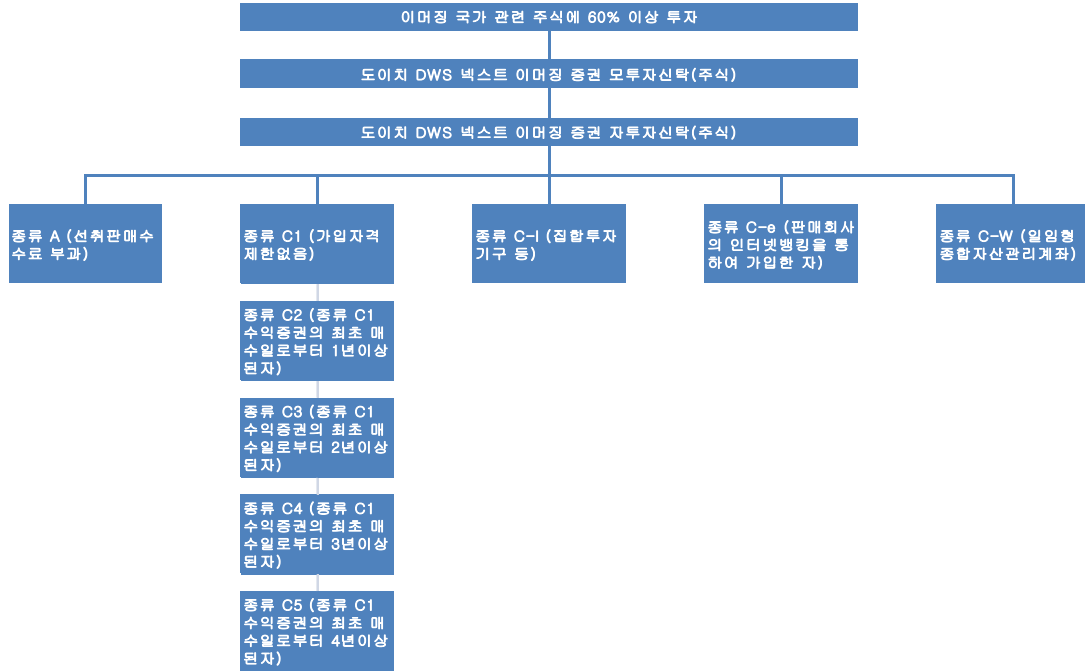 이머징 국가 관련 주식에 60% 이상 투자
도이치 DWS 넥스트 이머징 증권 모투자신탁(주식)
도이치 DWS 넥스트 이머징 증권 자투자신탁(주식)
종류 A (선취판매수
수료 부과)
종류 C1 (가입자격
제한없음)
종류 C-I (집합투자
기구 등)
종류 C-e (판매회사
의 인터넷뱅킹을 통
하여 가입한 자)
종류 C-W (일임형
종합자산관리계좌)
종류 C2 (종류 C1
수익증권의 최초 매
수일로부터 1년이상
된자)
종류 C3 (종류 C1
수익증권의 최초 매
수일로부터 2년이상
된자)
종류 C4 (종류 C1
수익증권의 최초 매
수일로부터 3년이상
된자)
종류 C5 (종류 C1
수익증권의 최초 매
수일로부터 4년이상
된자)